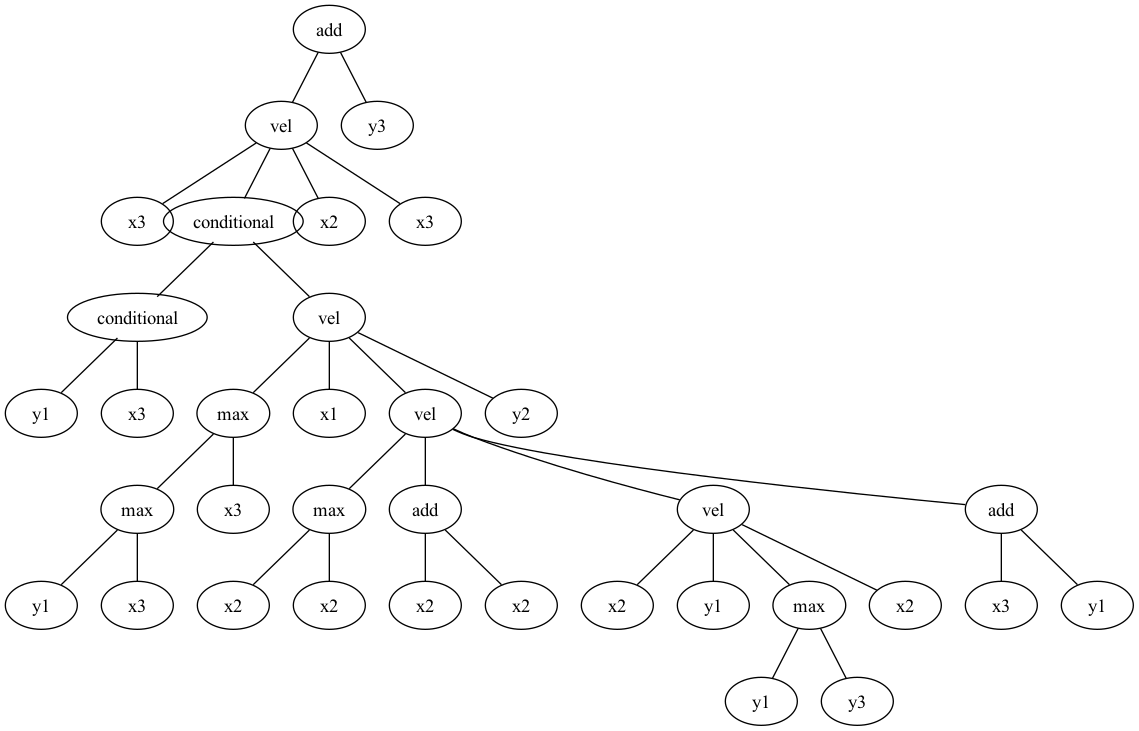 add
vel y3
x3 conditional x2 x3
conditional vel
y1 x3 max x1 vel y2
max x3 max add vel add
y1 x3 x2 x2 x2 x2 x2 y1 max x2 x3 y1
y1 y3